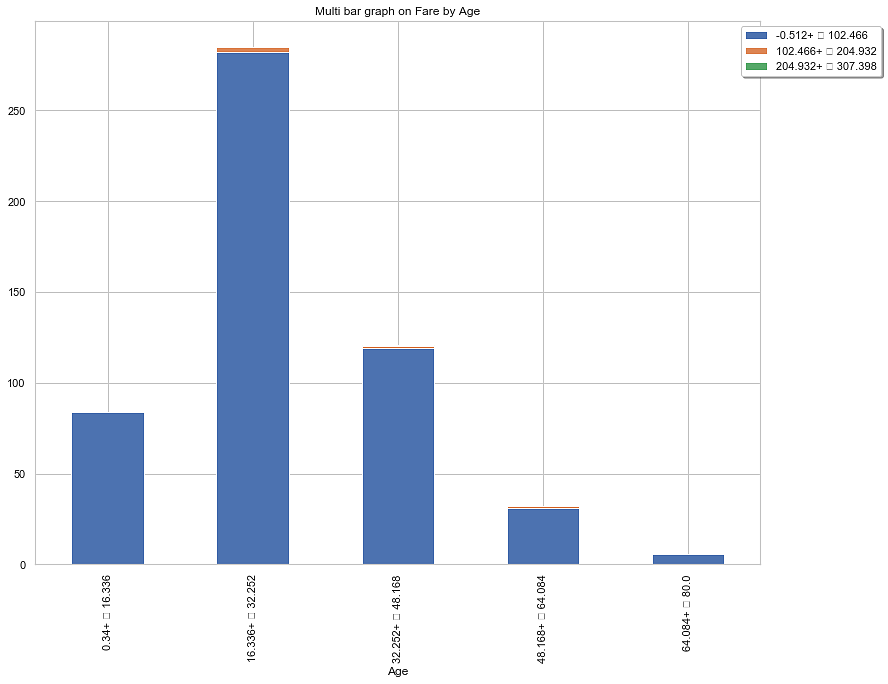 Multi bar graph on Fare by Age
-0.512+ □ 102.466
102.466+ □ 204.932
204.932+ □ 307.398
250
200
150
100
50
0
0.34+ □ 16.336
16.336+ □ 32.252
32.252+ □ 48.168
48.168+ □ 64.084
64.084+ □ 80.0
Age